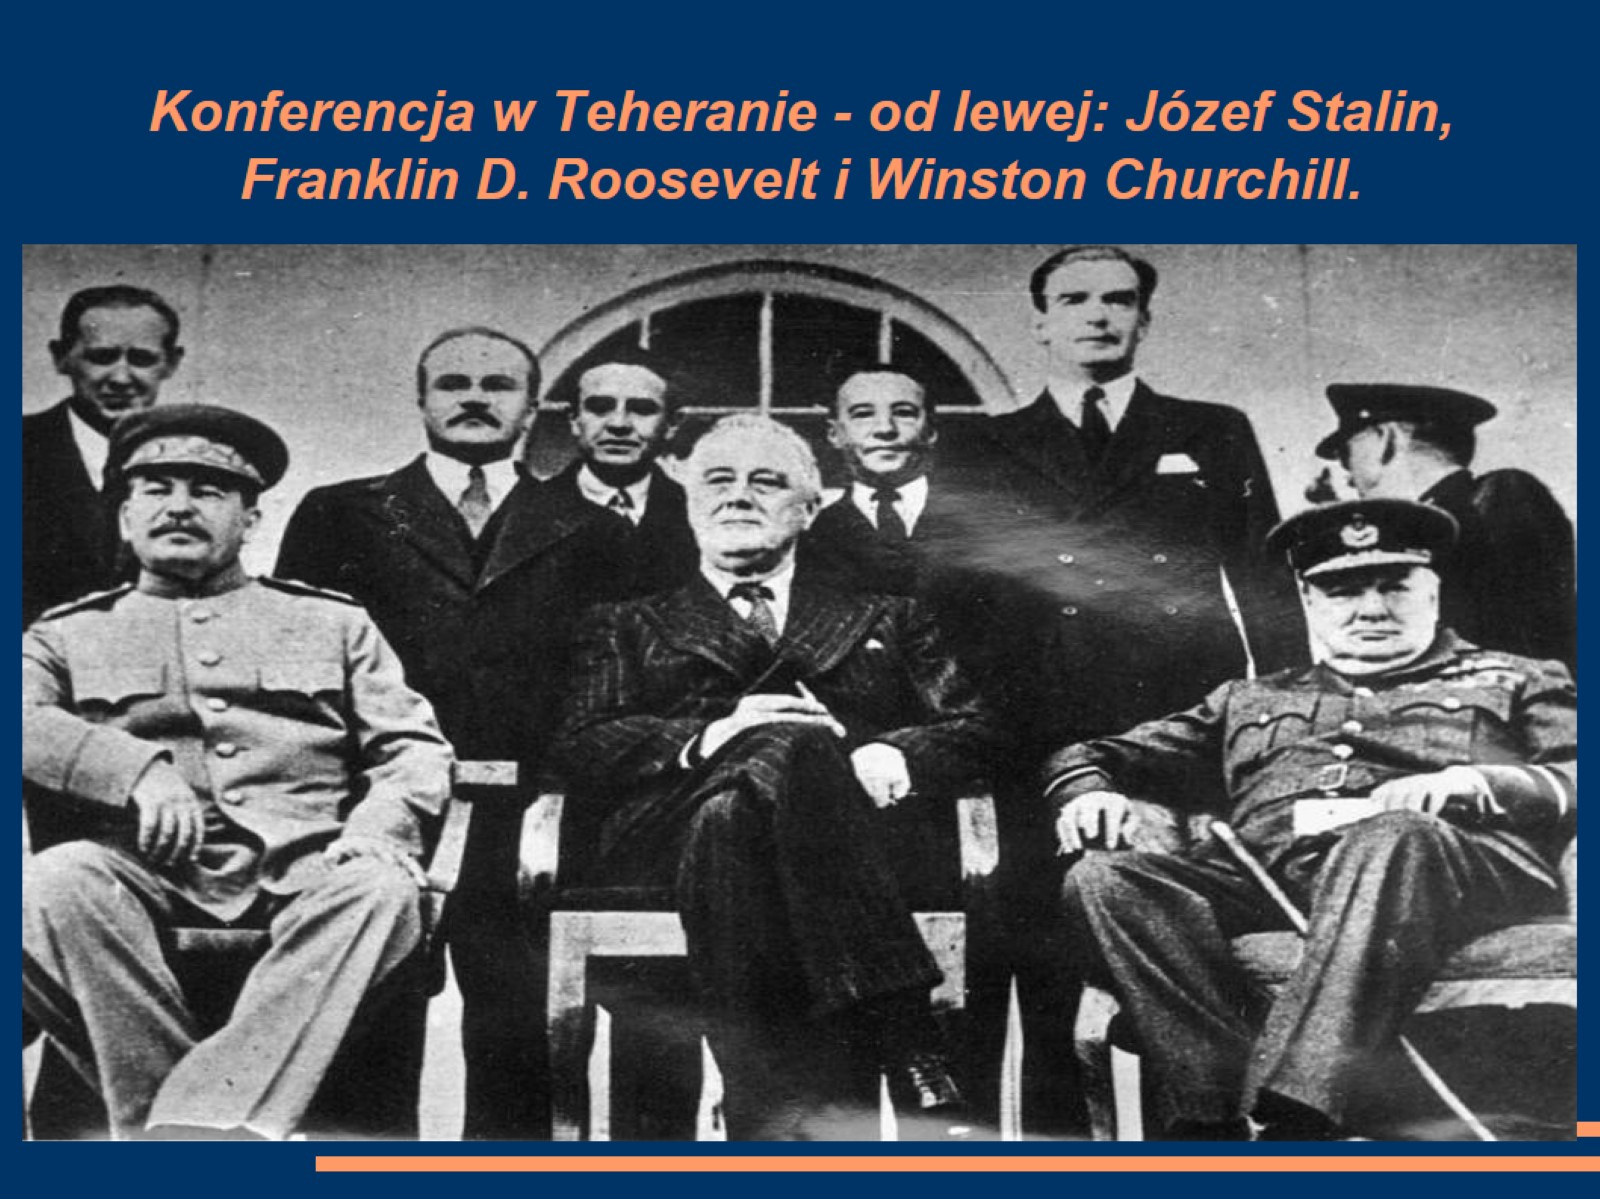 Konferencja w Teheranie - od lewej: Józef Stalin,
Franklin D. Roosevelt i Winston Churchill.